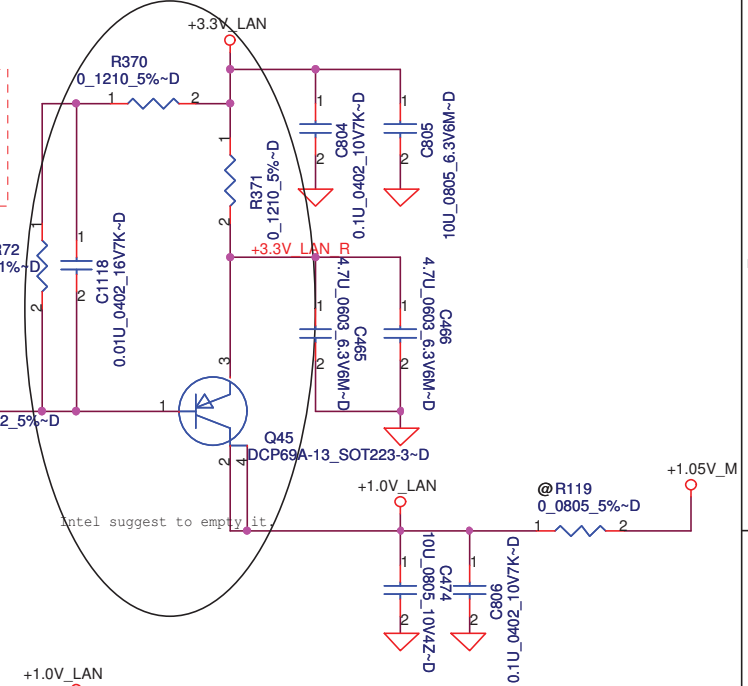 +3.3V_LAN
R370
0_1210_5%~D
1
2
1
R371
0_1210_5%~D
2
1
C804
0.1U_0402_10V7K~D
2
1
C805
10U_0805_6.3V6M~D
2
1
1%~D
2
1
C1118
0.01U_0402_16V7K~D
2
+3.3V_LAN_R
1
C465
4.7U_0603_6.3V6M~D
2
1
C466
4.7U_0603_6.3V6M~D
2
3
1
2_5%~D
Q45
DCP69A-13_SOT223-3~D
2
4
Intel suggest to empty it.
+1.0V_LAN
@ R119
0_0805_5%~D
1
2
+1.05V_M
1
C474
10U_0805_10V4Z~D
2
1
C806
0.1U_0402_10V7K~D
2
+1.0V_LAN